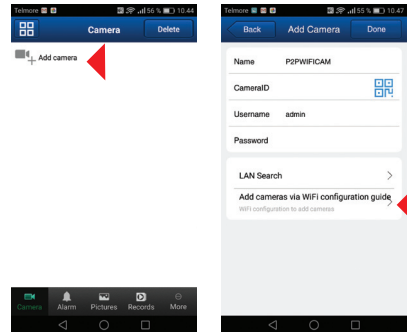 Telmore 56 % 10.44
Camera Delete
Add camera
Camera Alarm Pictures Records More
Telmore 55 % 10.47
Back Add Camera Done
Name P2PWIFICAM
CameraID
Username admin
Password
LAN Search
Add cameras via WiFi configuration guide
WiFi configuration to add cameras